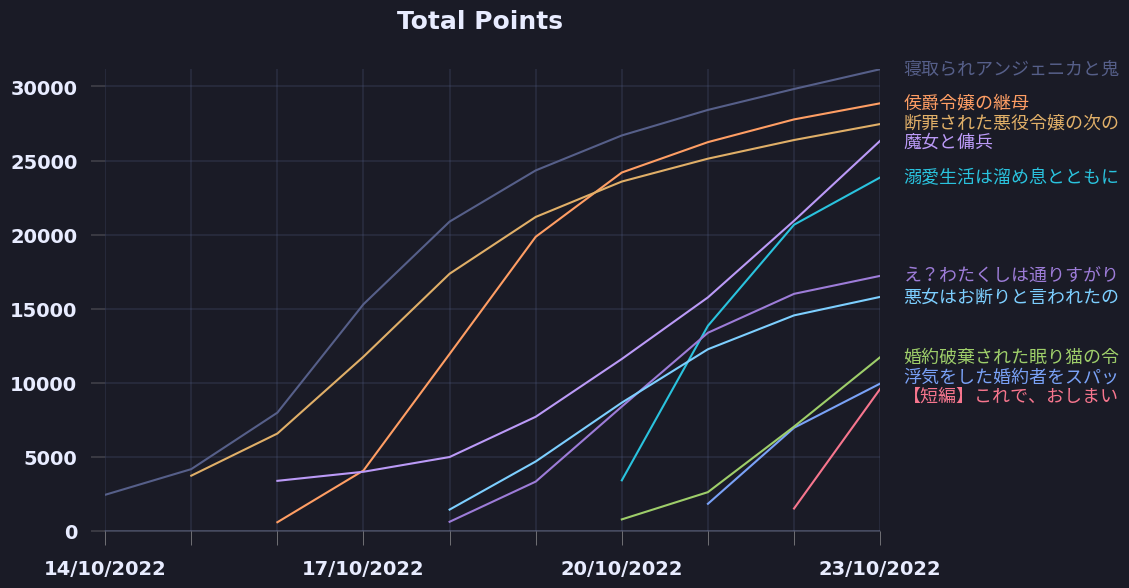 Total Points
30000
25000
20000
15000
10000
5000
0
14/10/2022
17/10/2022
20/10/2022
23/10/2022
寝取られアンジェニカと鬼
侯爵令嬢の継母
断罪された悪役令嬢の次の
魔女と傭兵
溺愛生活は溜め息とともに
え？わたくしは通りすがり
悪女はお断りと言われたの
婚約破棄された眠り猫の令
浮気をした婚約者をスパッ
【短編】これで、おしまい